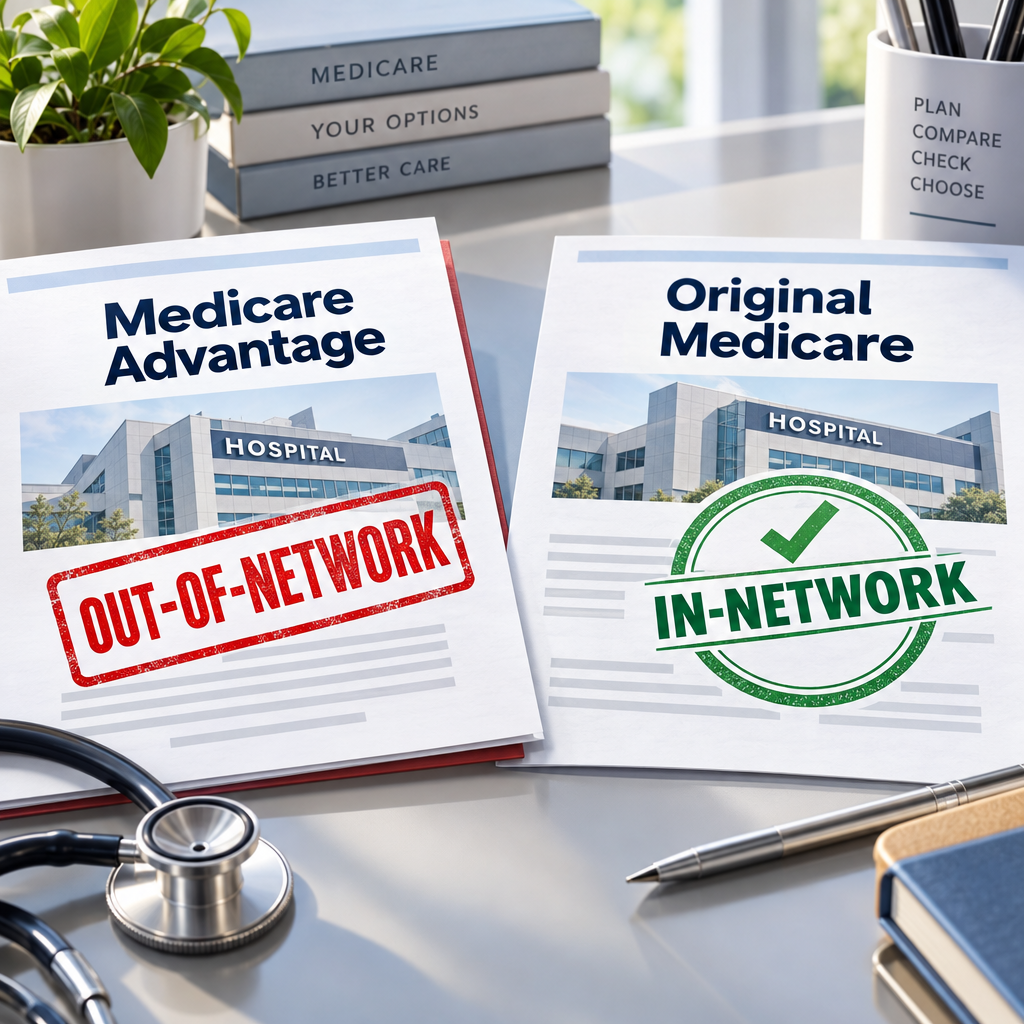 MEDICARE
YOUR OPTIONS
BETTER CARE
PLAN
COMPARE
CHECK
CHOOSE
Medicare
Advantage
HOSPITAL
OUT-OF-NETWORK
Original
Medicare
HOSPITAL
IN-NETWORK